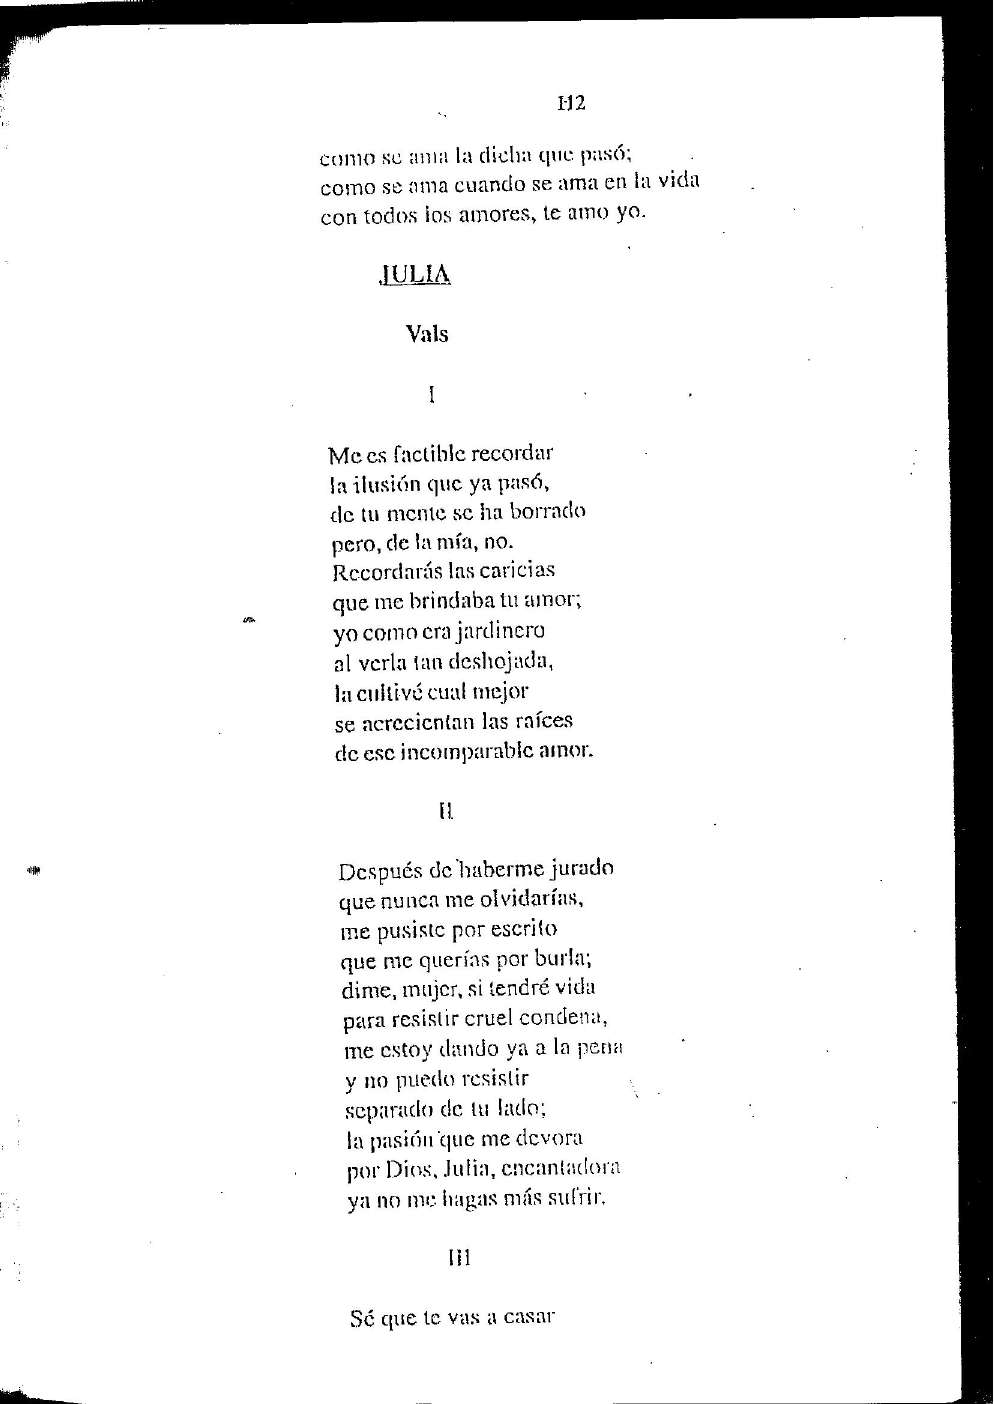 112
como se ama la dicha que pasó;
como se ama cuando se ama en la vida
con todos los amores, te amo yo.
JULIA
Vals
I
Me es factible recordar
la ilusión que ya pasó,
de tu mente se ha borrado
pero, de la mía, no.
Recordarás las caricias
que me brindaba tu amor;
yo como era jardinero
al verla tan deshojada,
la cultivé cual mejor
se acrecientan las raíces
de ese incomparable amor.
II
Después de haberme jurado
que nunca me olvidarías,
me pusiste por escrito
que me querías por burla;
dime, mujer, si tendré vida
para resistir cruel condena,
me estoy dando ya a la pena
y no puedo resistir
separado de tu lado;
la pasión que me devora
por Dios, Julia, encantadora
ya no me hagas más sufrir.
III
Sé que te vas a casar